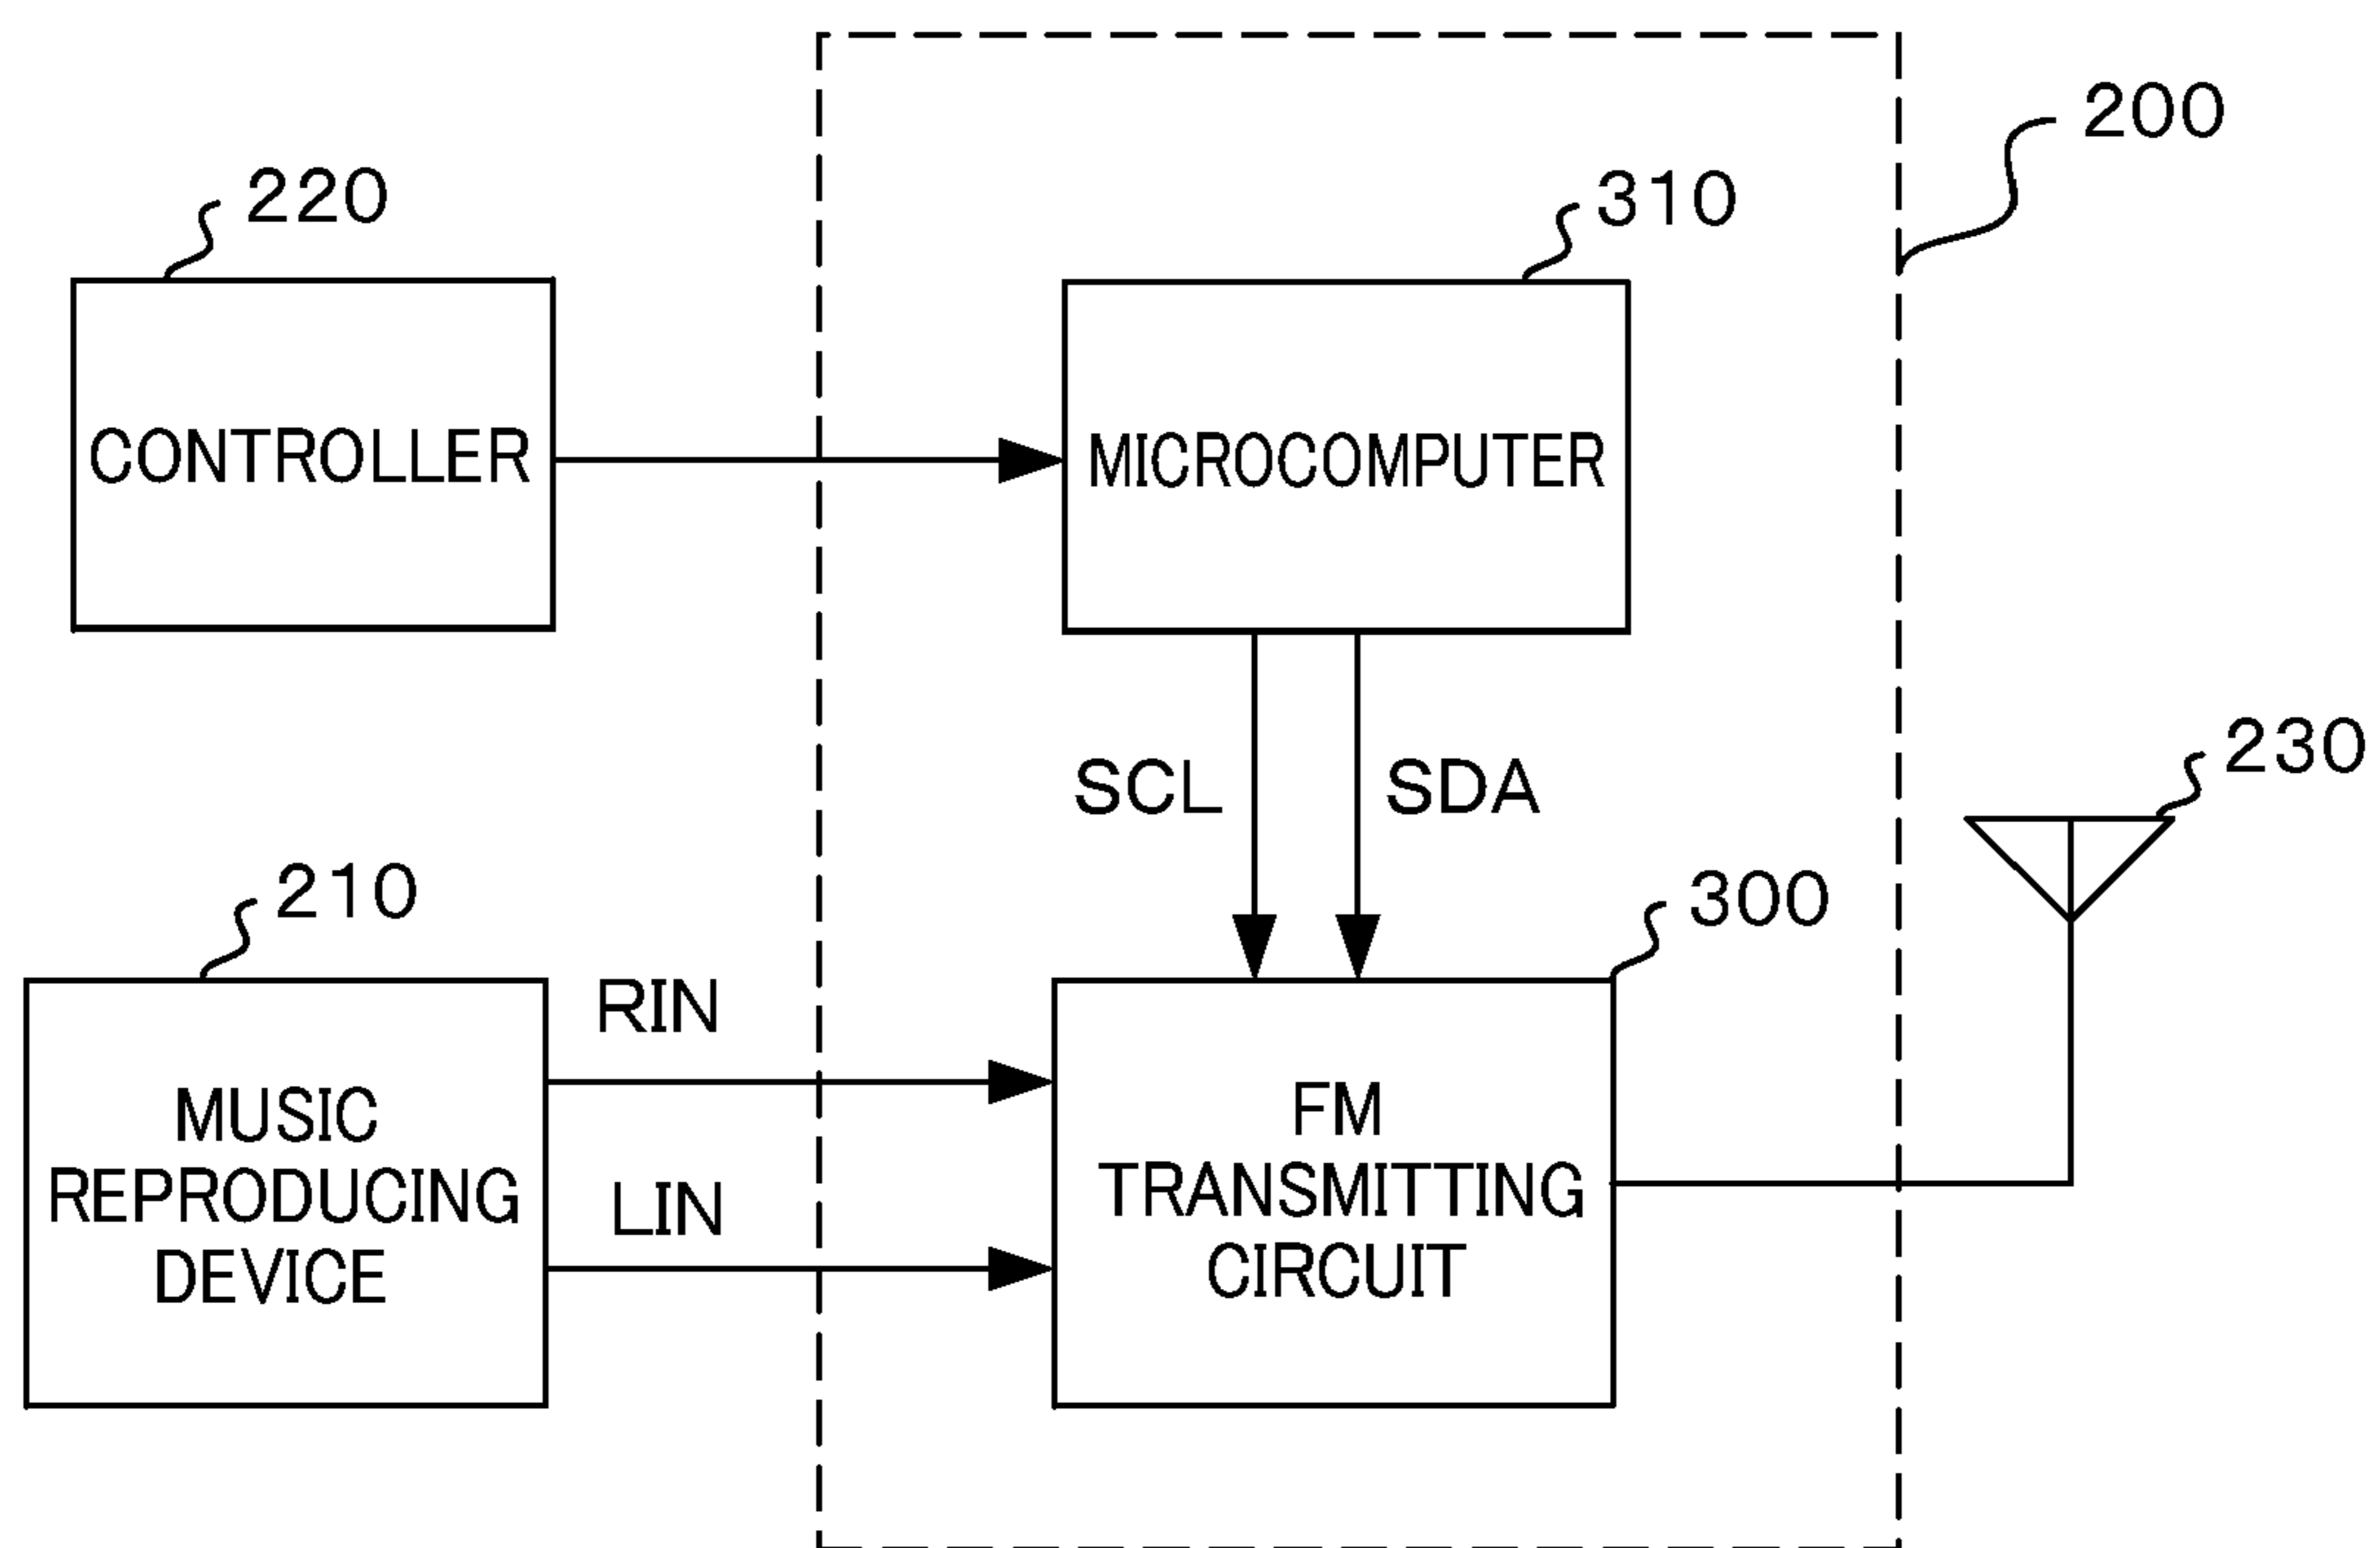 200
220
310
CONTROLLER
MICROCOMPUTER
SCL
SDA
230
210
300
RIN
MUSIC
REPRODUCING
DEVICE
LIN
FM
TRANSMITTING
CIRCUIT